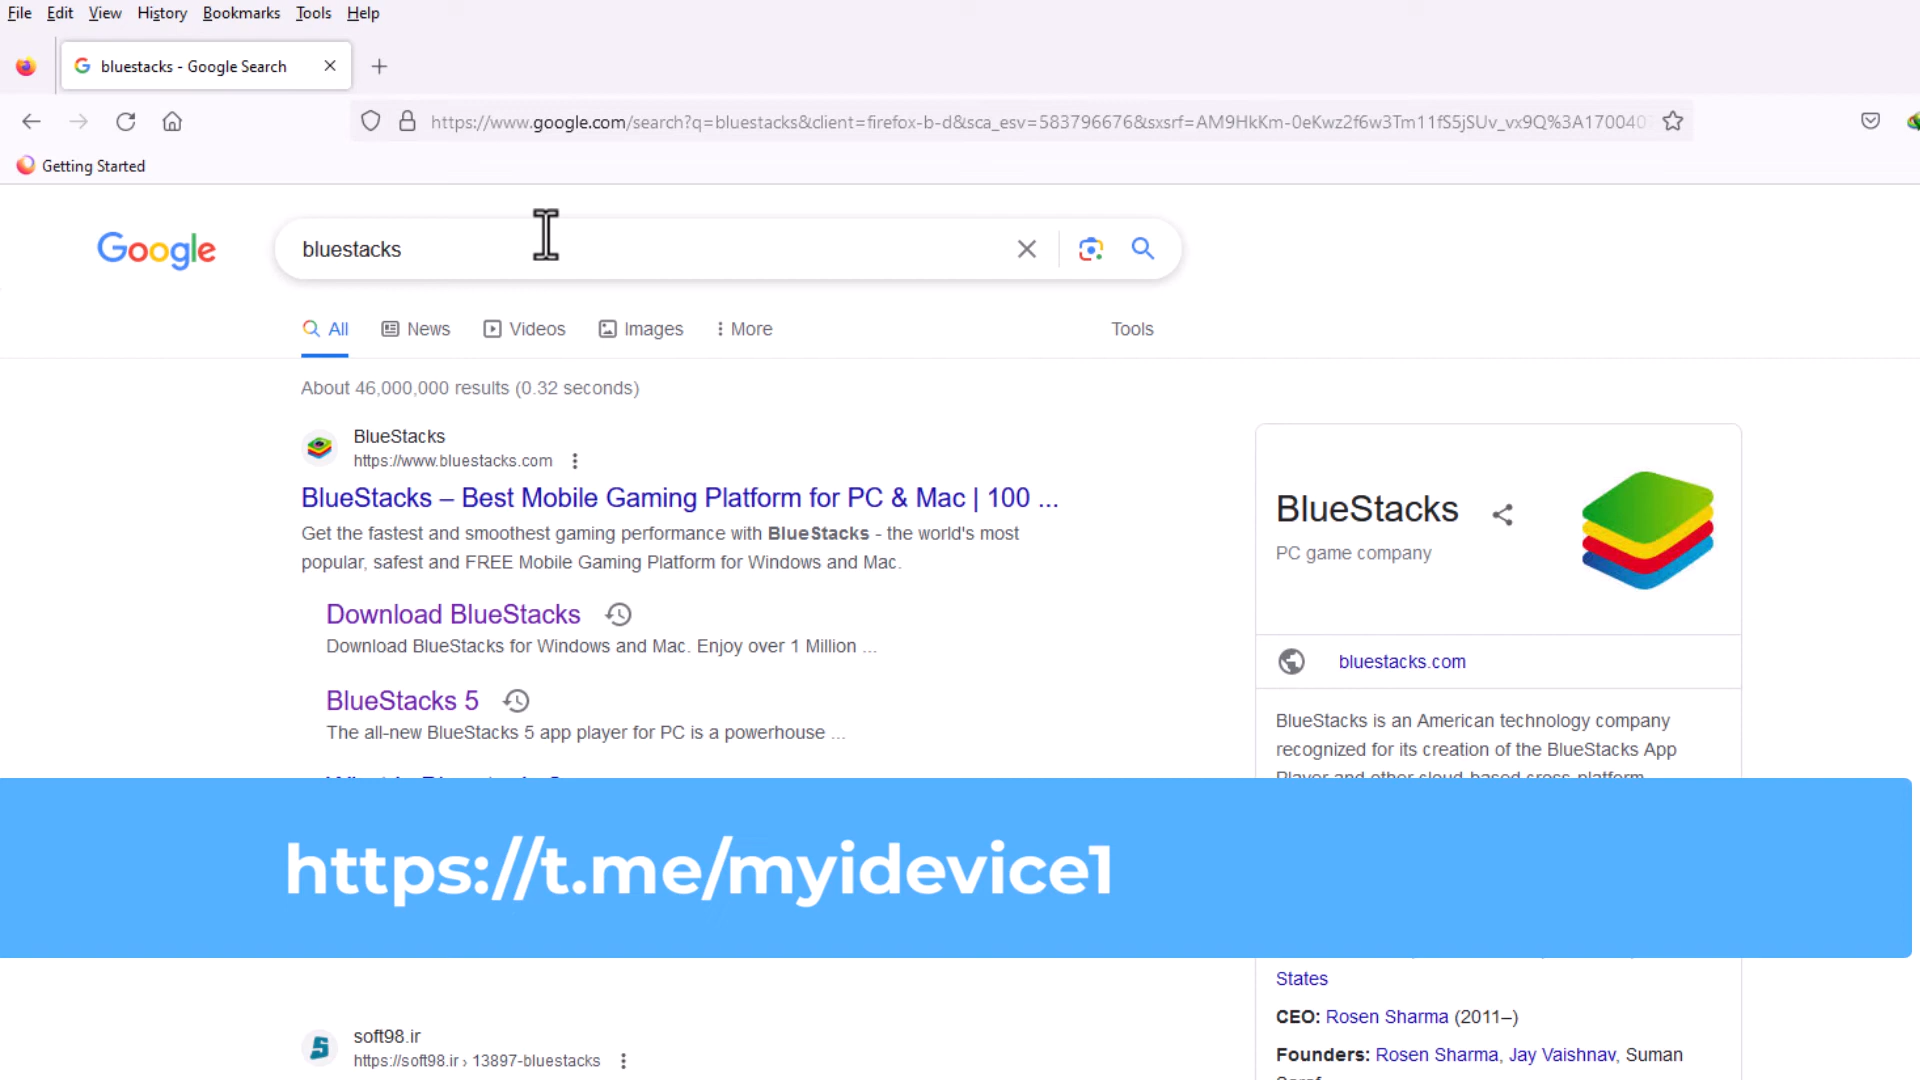 File Edit View History Bookmarks Tools Help
bluestacks - Google Search
https://www.google.com/search?q=bluestacks&client=firefox-b-d&sca_esv=583796676&sxsrf=AM9HkKm-0eKwz2f6w3Tm11fS5jSUv_vx9Q%3A170040
Getting Started
Google
bluestacks
All News Videos Images More Tools
About 46,000,000 results (0.32 seconds)
BlueStacks
https://www.bluestacks.com
BlueStacks – Best Mobile Gaming Platform for PC & Mac | 100 ...
Get the fastest and smoothest gaming performance with BlueStacks - the world's most
popular, safest and FREE Mobile Gaming Platform for Windows and Mac.
Download BlueStacks
Download BlueStacks for Windows and Mac. Enjoy over 1 Million ...
BlueStacks 5
The all-new BlueStacks 5 app player for PC is a powerhouse ...
BlueStacks
PC game company
bluestacks.com
BlueStacks is an American technology company
recognized for its creation of the BlueStacks App
Player and other cloud-based cross-platform
https://t.me/myidevice1
States
CEO: Rosen Sharma (2011–)
Founders: Rosen Sharma, Jay Vaishnav, Suman
soft98.ir
https://soft98.ir › 13897-bluestacks